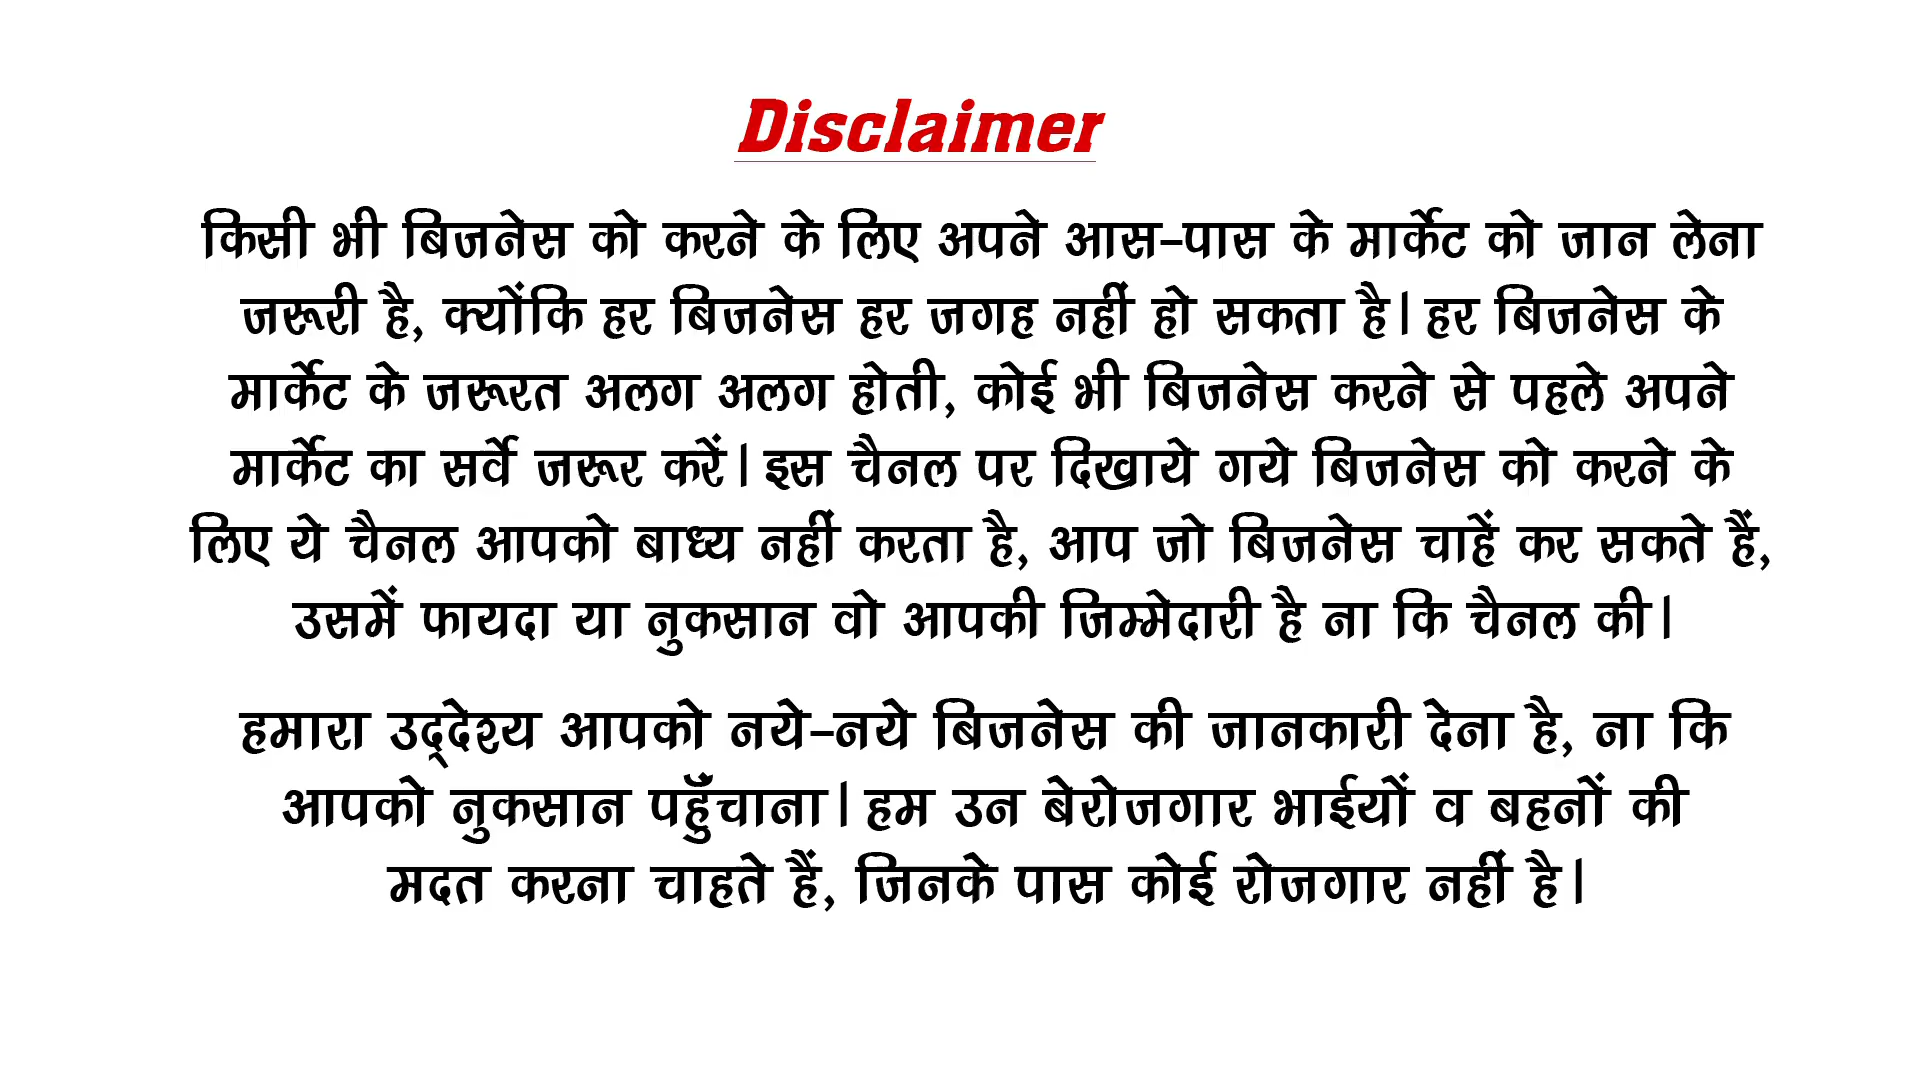 Disclaimer
किसी भी बिजनेस को करने के लिए अपने आस-पास के मार्केट को जान लेना
जरूरी है, क्योंकि हर बिजनेस हर जगह नहीं हो सकता है। हर बिजनेस के
मार्केट के जरूरत अलग अलग होती, कोई भी बिजनेस करने से पहले अपने
मार्केट का सर्वे जरूर करें। इस चैनल पर दिखाये गये बिजनेस को करने के
लिए ये चैनल आपको बाध्य नहीं करता है, आप जो बिजनेस चाहें कर सकते हैं,
उसमें फायदा या नुकसान वो आपकी जिम्मेदारी है ना कि चैनल की।
हमारा उद्देश्य आपको नये-नये बिजनेस की जानकारी देना है, ना कि
आपको नुकसान पहुँचाना। हम उन बेरोजगार भाईयों व बहनों की
मदत करना चाहते हैं, जिनके पास कोई रोजगार नहीं है।